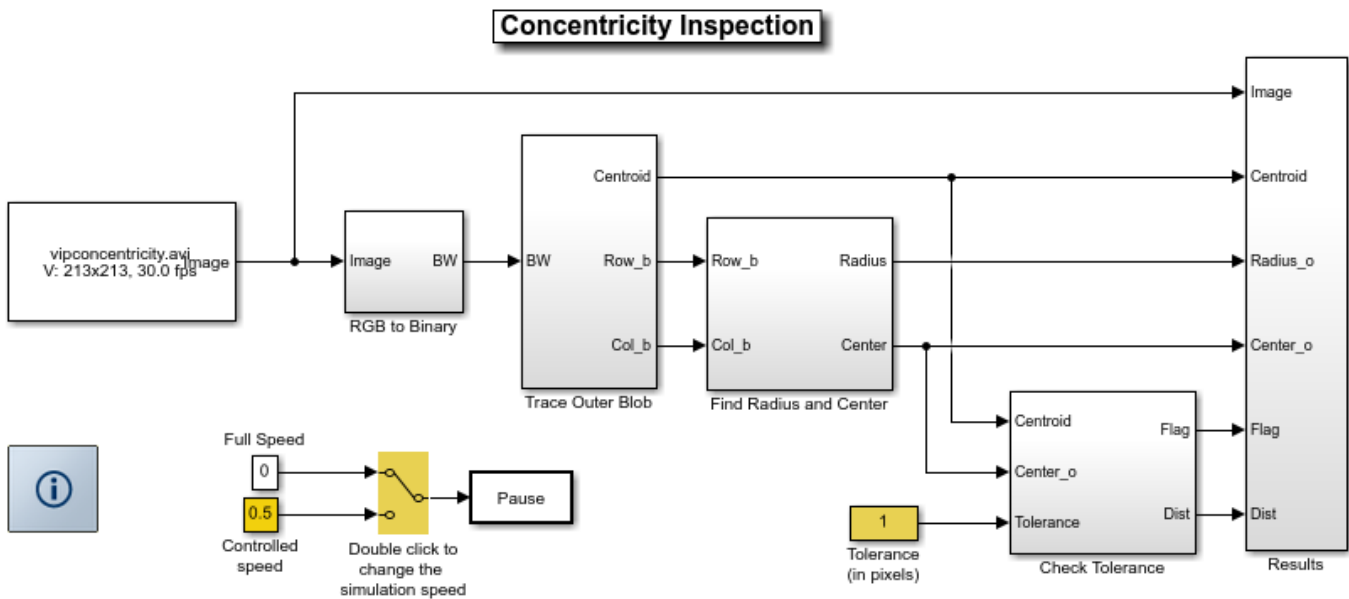 Concentricity Inspection
Image
Centroid
Radius_o
Center_o
Flag
Dist
Results
vipconcentricity.avi
V: 213x213, 30.0 fps
Image
Image
BW
RGB to Binary
BW
Centroid
Row_b
Col_b
Trace Outer Blob
Row_b
Col_b
Radius
Center
Find Radius and Center
Centroid
Center_o
Tolerance
Flag
Dist
Check Tolerance
1
Tolerance
(in pixels)
Full Speed
0
0.5
Controlled
speed
Double click to
change the
simulation speed
Pause
i